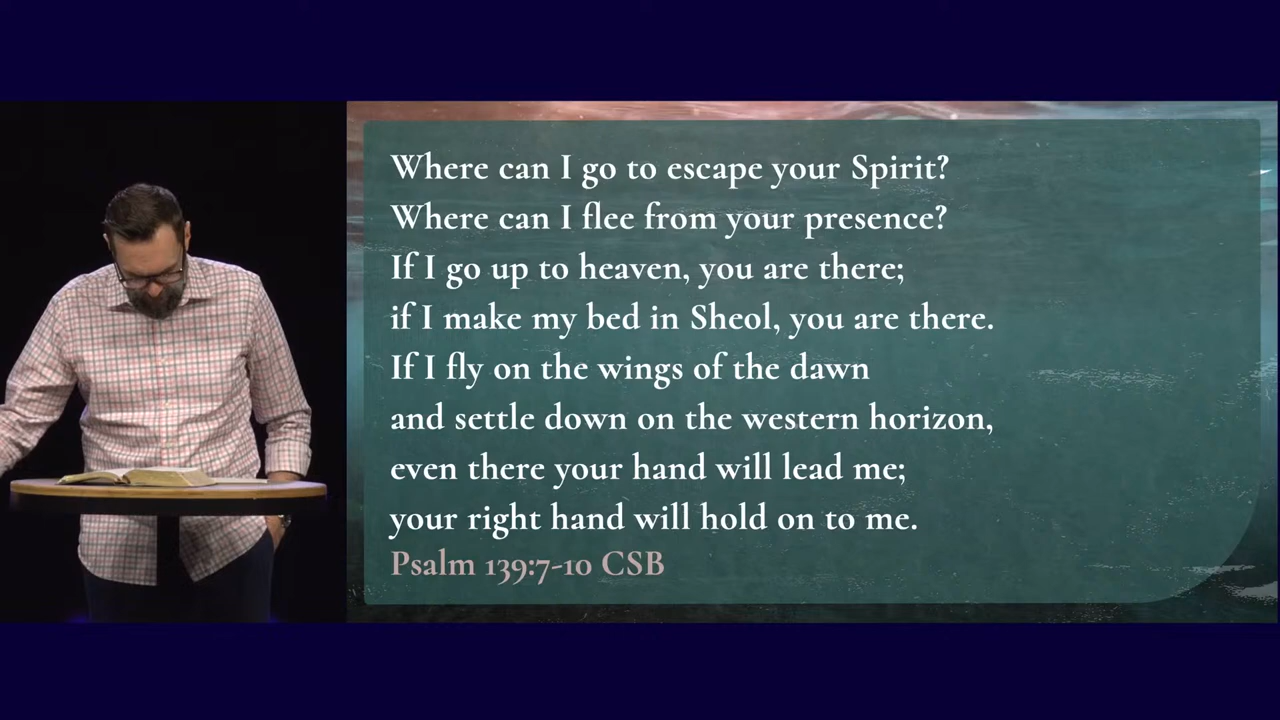 Where can I go to escape your Spirit?
Where can I flee from your presence?
If I go up to heaven, you are there;
if I make my bed in Sheol, you are there.
If I fly on the wings of the dawn
and settle down on the western horizon,
even there your hand will lead me;
your right hand will hold on to me.
Psalm 139:7-10 CSB